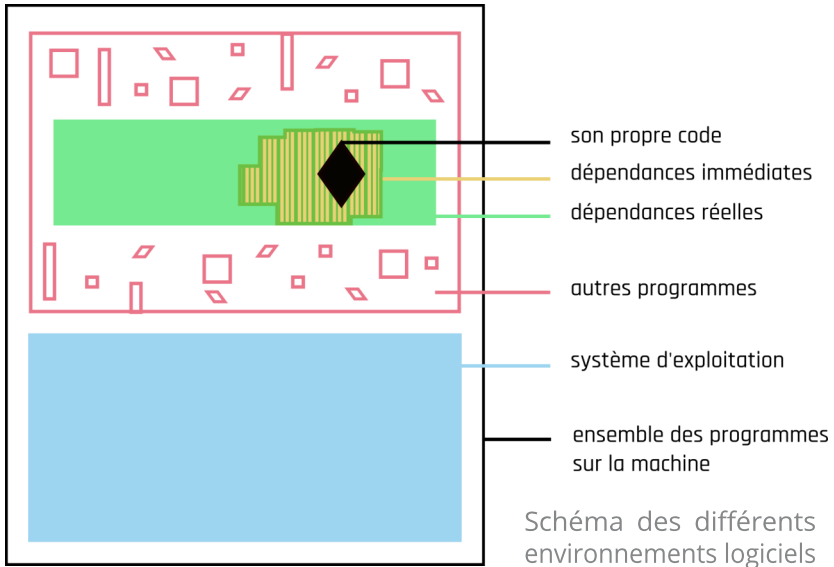 son propre code
dépendances immédiates
dépendances réelles
autres programmes
système d'exploitation
ensemble des programmes
sur la machine
Schéma des différents
environnements logiciels